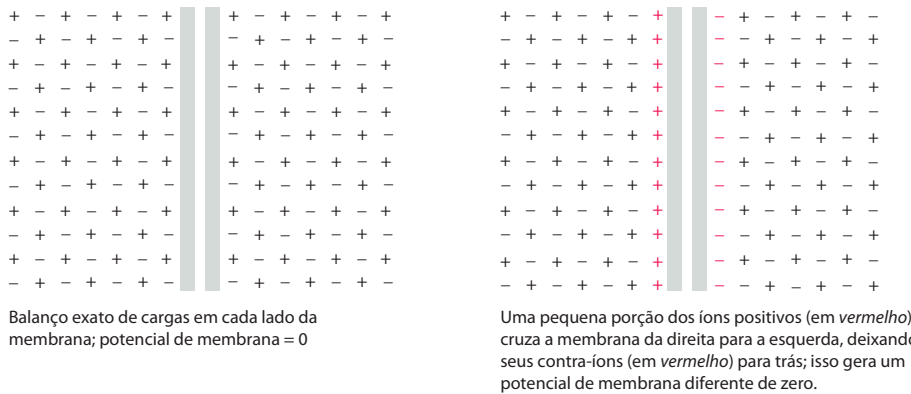 Balanço exato de cargas em cada lado da
membrana; potencial de membrana = 0
Uma pequena porção dos íons positivos (em vermelho)
cruza a membrana da direita para a esquerda, deixando
seus contra-íons (em vermelho) para trás; isso gera um
potencial de membrana diferente de zero.